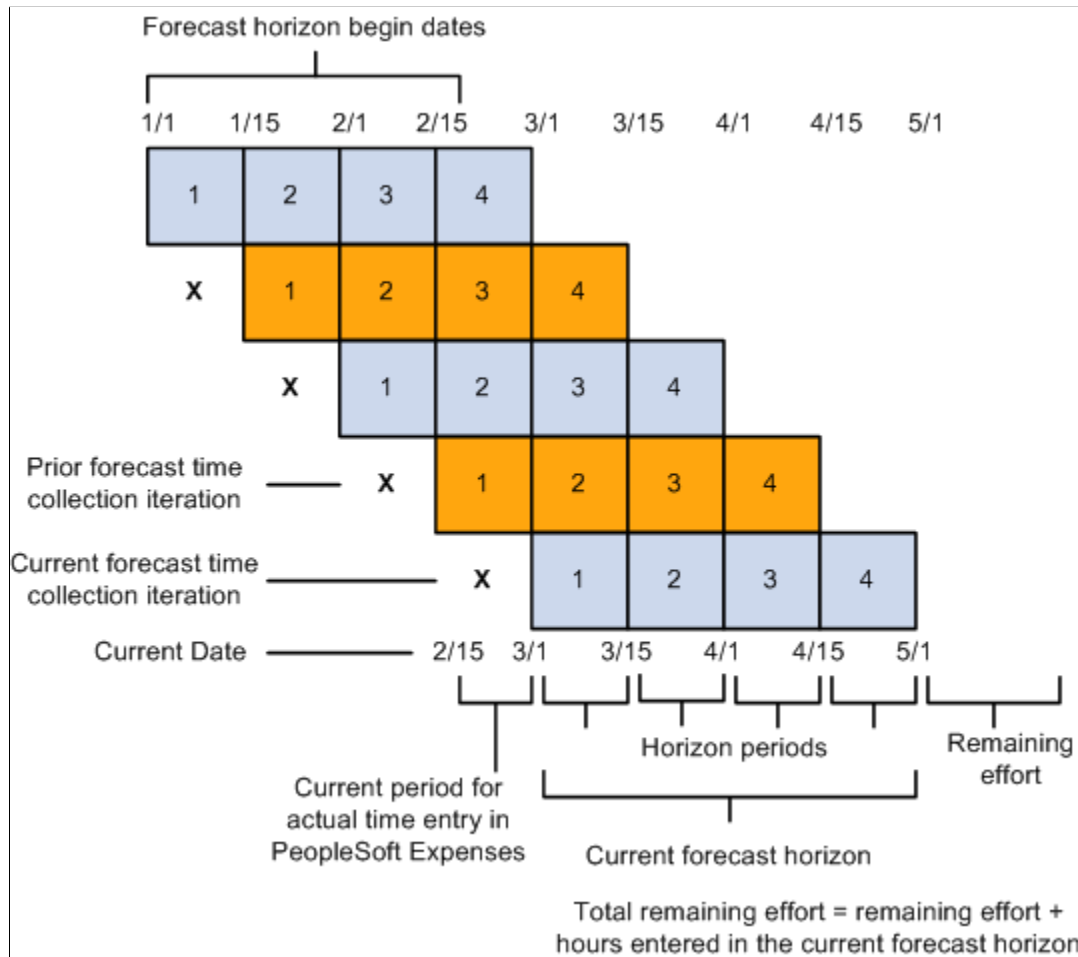 Forecast horizon begin dates
1/1 1/15 2/1 2/15 3/1 3/15 4/1 4/15 5/1
1 2 3 4
X 1 2 3 4
X 1 2 3 4
Prior forecast time
collection iteration
X 1 2 3 4
Current forecast time
collection iteration
X 1 2 3 4
Current Date 2/15 3/1 3/15 4/1 4/15 5/1
Horizon periods
Remaining
effort
Current period for
actual time entry in
PeopleSoft Expenses
Current forecast horizon
Total remaining effort = remaining effort +
hours entered in the current forecast horizon